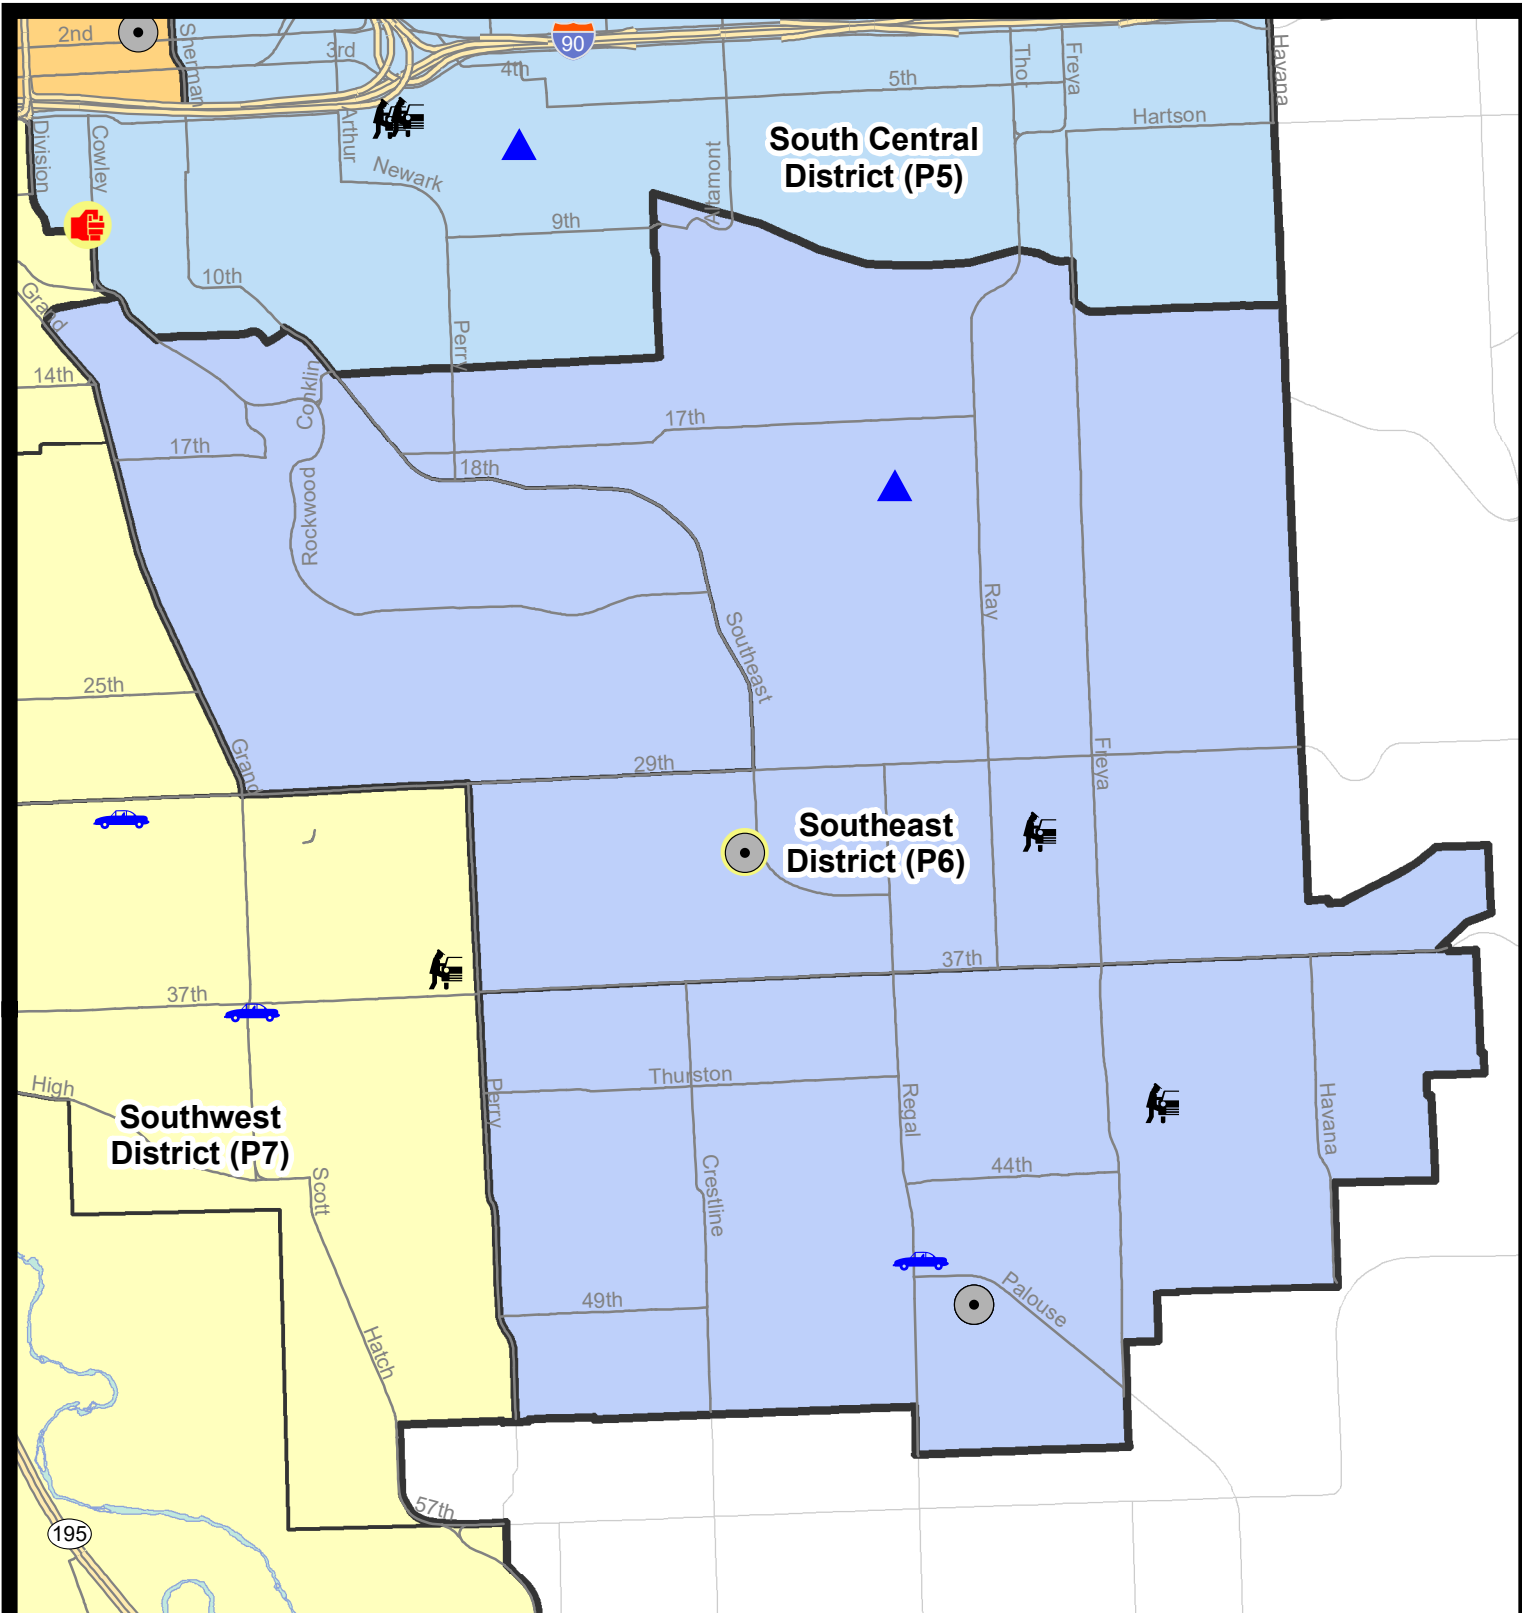 2nd
Sherman
3rd
90
4th
5th
Thor
Freya
Havana
Division
Cowley
Arthur
Newark
Altamont
Hartson
South Central
District (P5)
9th
10th
Grand
Perry
14th
Conklin
17th
17th
18th
Rockwood
Ray
Southeast
25th
Grand
29th
Freya
Southeast
District (P6)
37th
37th
High
Southwest
District (P7)
Thurston
Perry
Regal
Havana
Scott
Crestline
44th
49th
Palouse
Hatch
57th
195